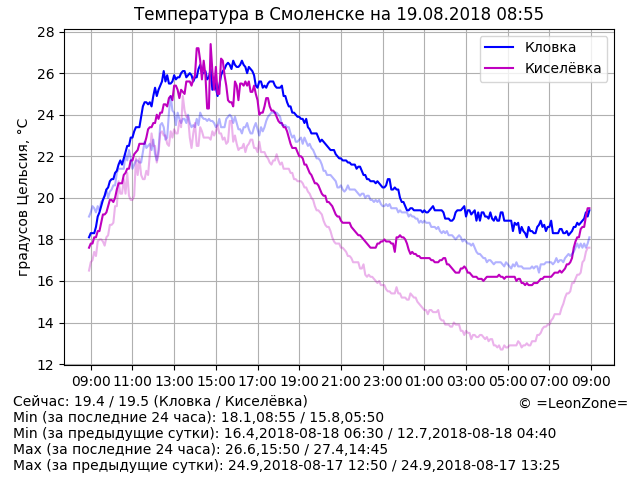 Температура в Смоленске на 19.08.2018 08:55
градусов Цельсия, °C
28
26
24
22
20
18
16
14
12
Кловка
Киселёвка
09:00 11:00 13:00 15:00 17:00 19:00 21:00 23:00 01:00 03:00 05:00 07:00 09:00
Сейчас: 19.4 / 19.5 (Кловка / Киселёвка)
© =LeonZone=
Min (за последние 24 часа): 18.1,08:55 / 15.8,05:50
Min (за предыдущие сутки): 16.4,2018-08-18 06:30 / 12.7,2018-08-18 04:40
Max (за последние 24 часа): 26.6,15:50 / 27.4,14:45
Max (за предыдущие сутки): 24.9,2018-08-17 12:50 / 24.9,2018-08-17 13:25